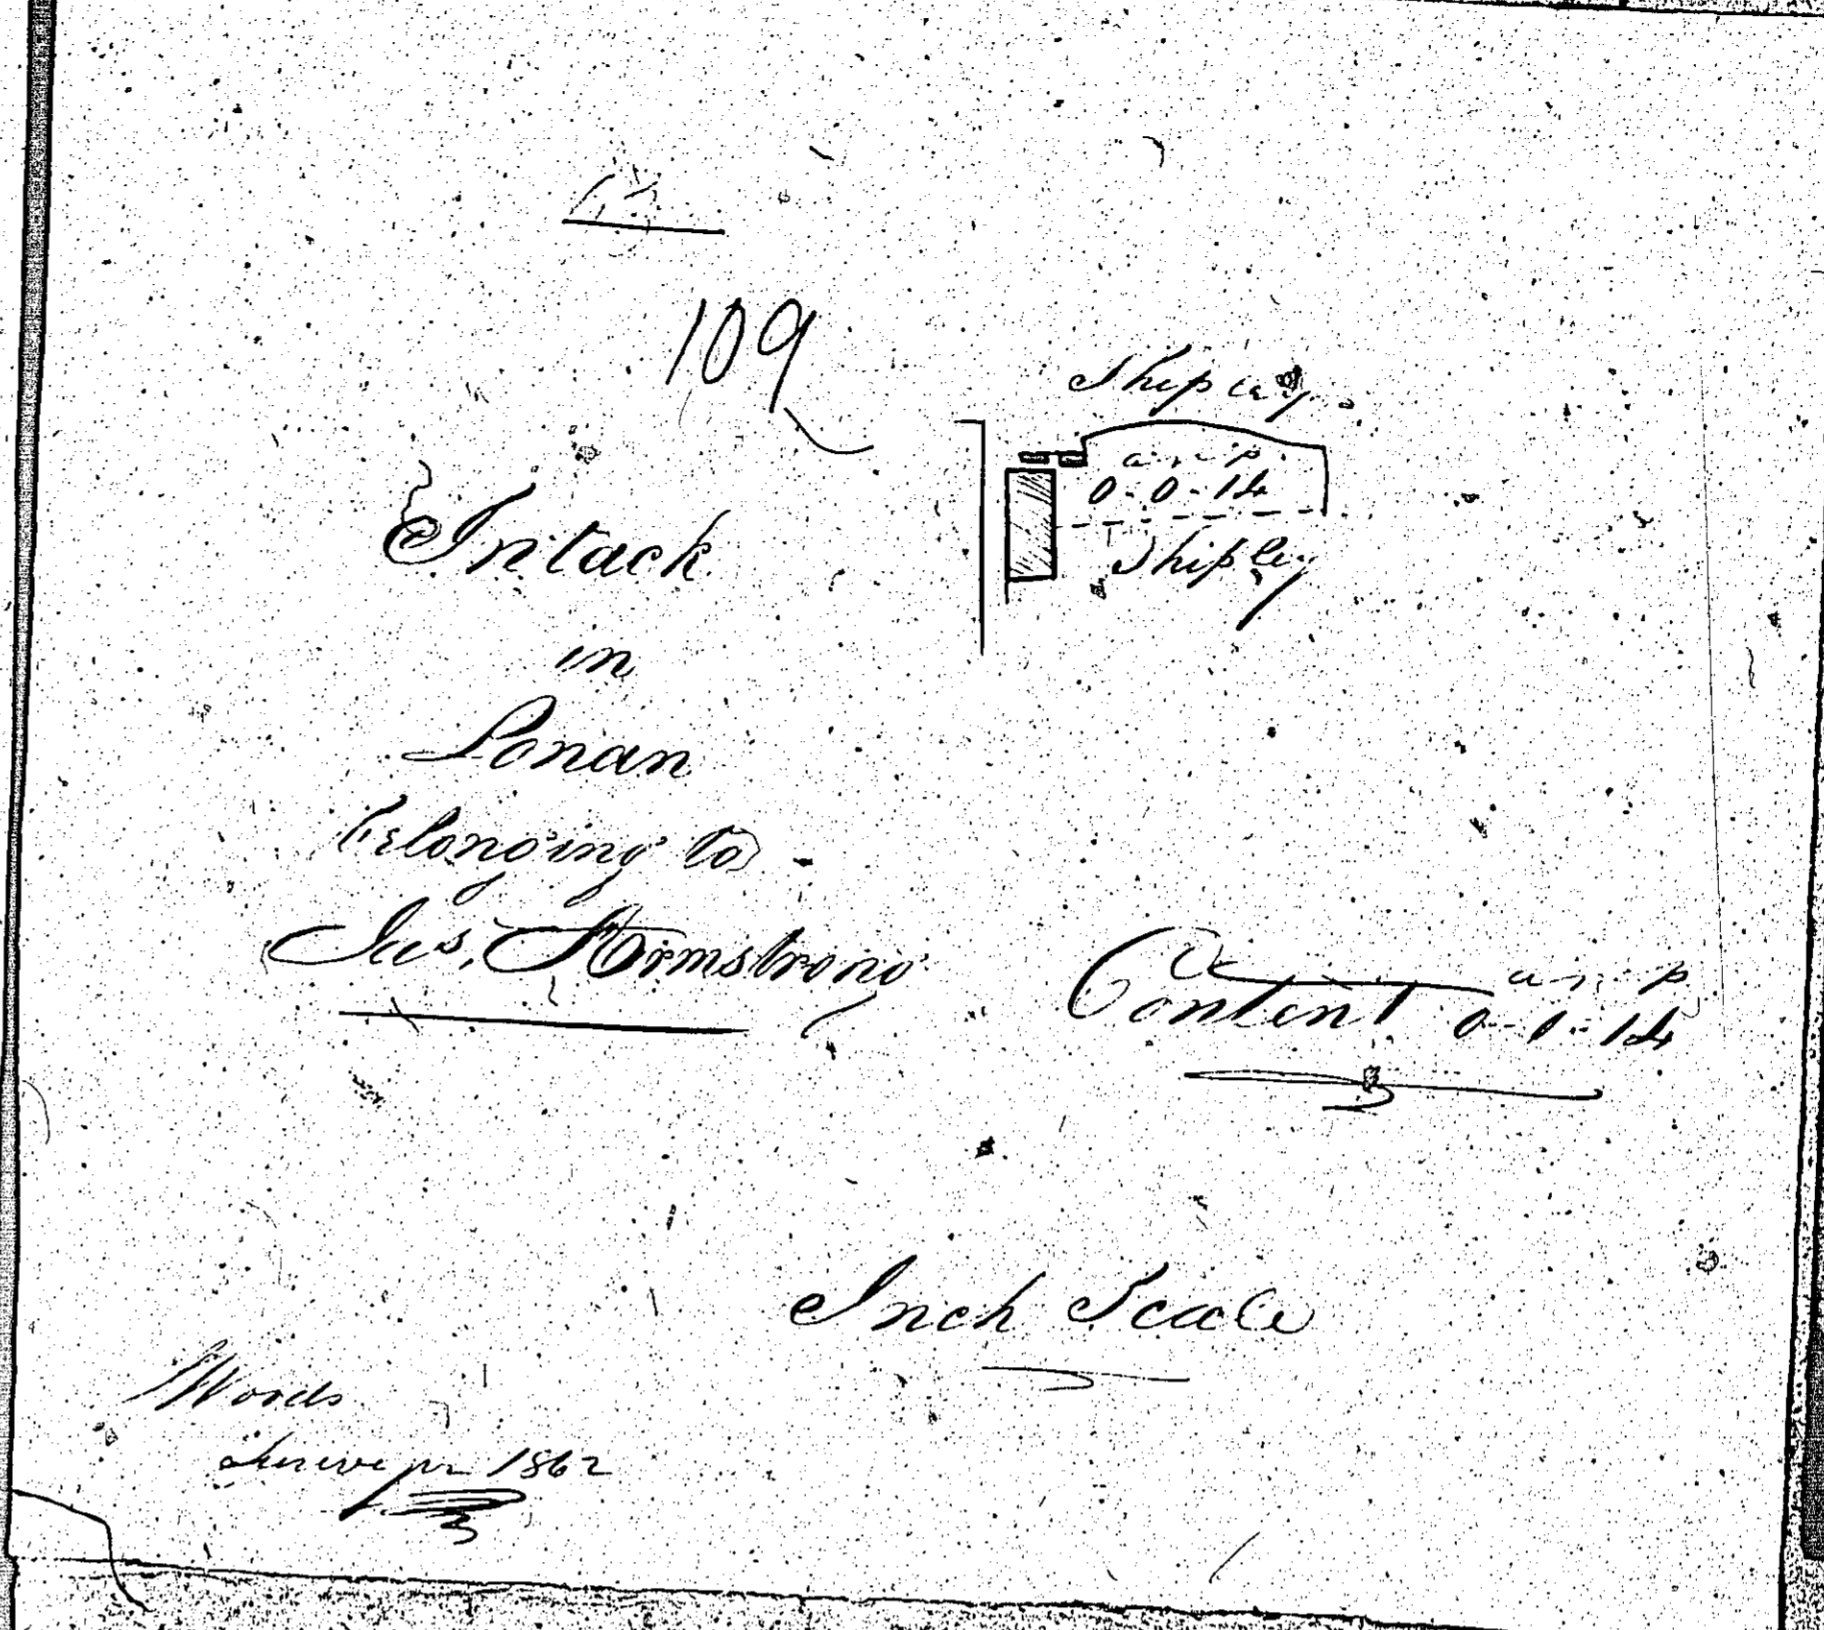 109
Shipley
a r p
0-0-14
Shipley
Intack
in
Lonan
belonging to
Jas. Armstrong
a r p
Content 0-0-14
Inch Scale
Surveyor 1862